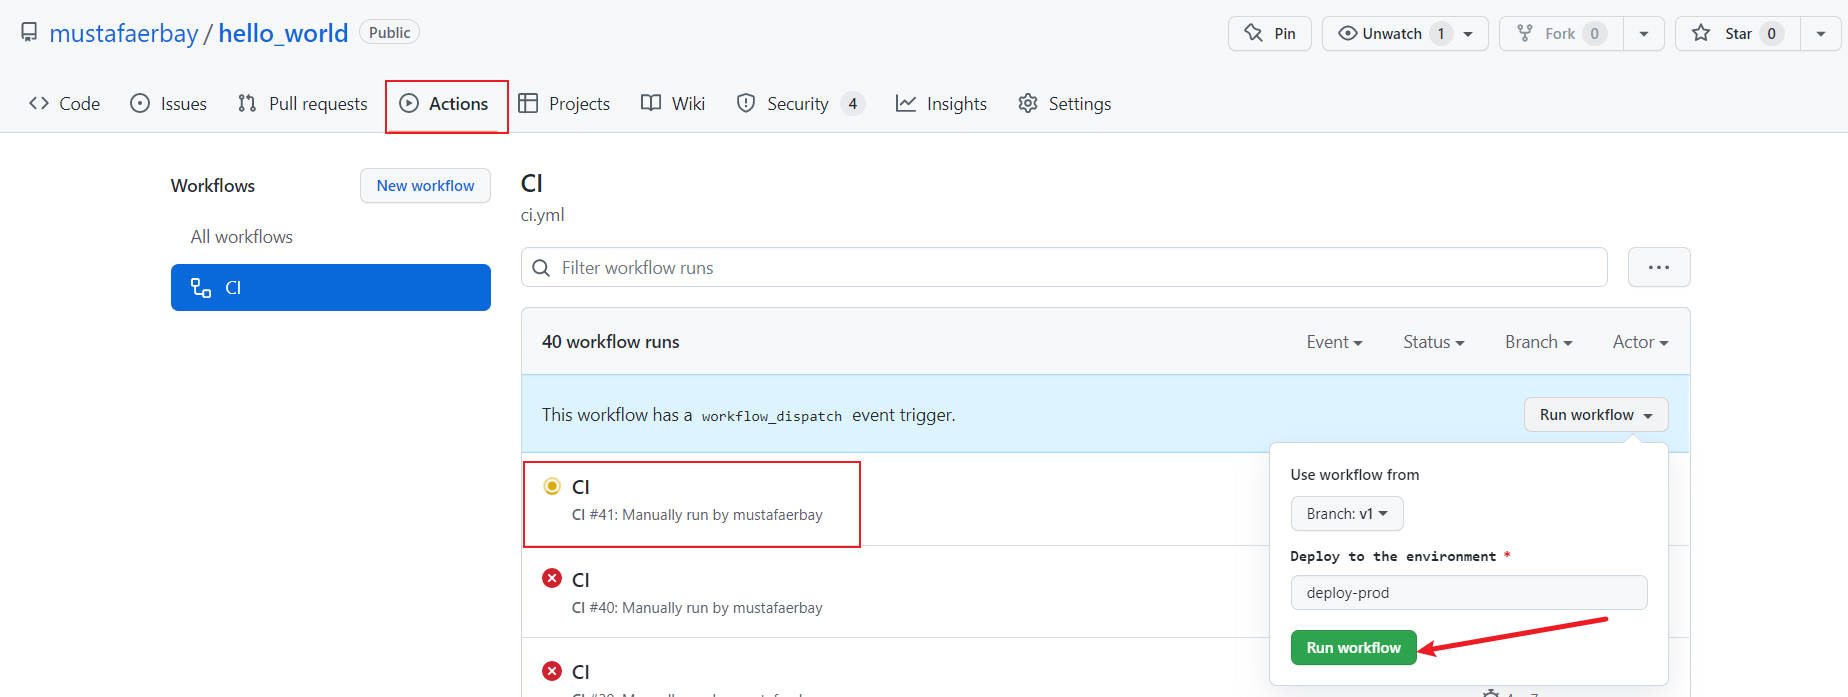 mustafaerbay / hello_world Public
Pin
Unwatch 1
Fork 0
Star 0
Code
Issues
Pull requests
Actions
Projects
Wiki
Security 4
Insights
Settings
Workflows
New workflow
All workflows
CI
CI
ci.yml
Filter workflow runs
...
40 workflow runs
Event
Status
Branch
Actor
This workflow has a workflow_dispatch event trigger.
Run workflow
Use workflow from
Branch: v1
Deploy to the environment *
deploy-prod
Run workflow
CI
CI #41: Manually run by mustafaerbay
CI
CI #40: Manually run by mustafaerbay
CI